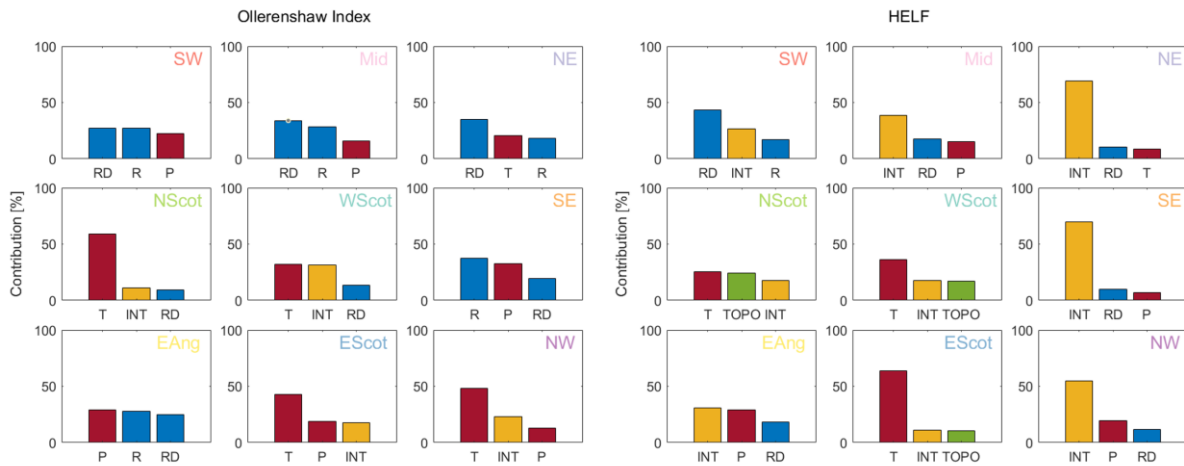 Ollerenshaw Index
HELF
Contribution [%]
100
50
0
SW
RD R P
Mid
RD R P
100
50
0
NE
RD T R
100
50
0
NScot
T INT RD
100
50
0
WScot
T INT RD
100
50
0
SE
R P RD
100
50
0
EAng
P R RD
100
50
0
EScot
T P INT
100
50
0
NW
T INT P
100
50
0
Contribution [%]
100
50
0
SW
RD INT R
100
50
0
Mid
INT RD P
100
50
0
NE
INT RD T
100
50
0
NScot
T TOPO INT
100
50
0
WScot
T INT TOPO
100
50
0
SE
INT RD P
100
50
0
EAng
INT P RD
100
50
0
EScot
T INT TOPO
100
50
0
NW
INT P RD
100
50
0